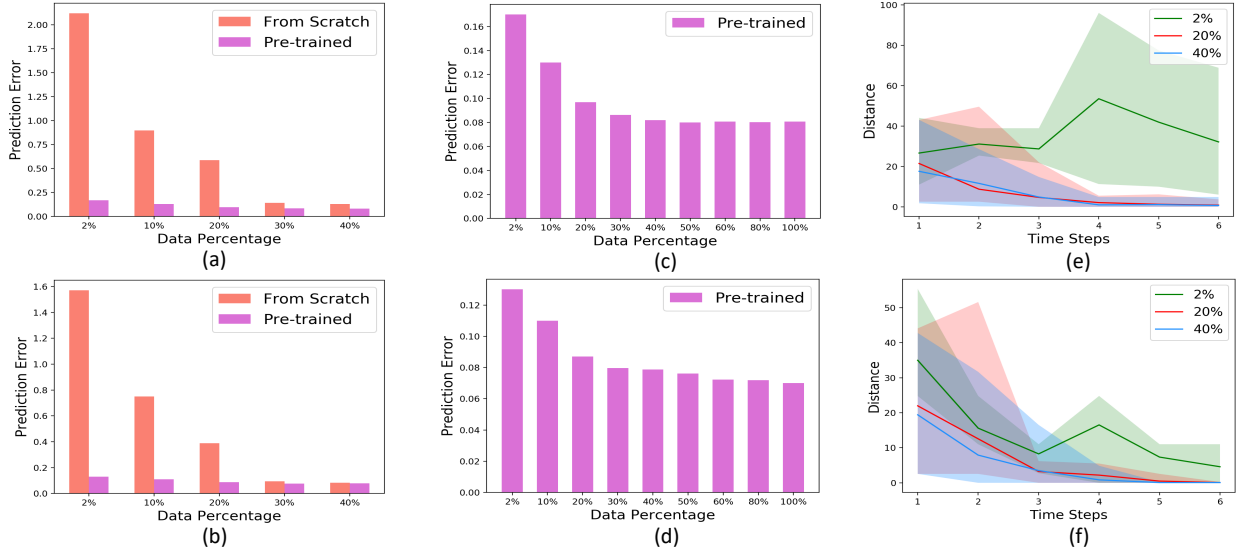 2.00
1.75
1.50
1.25
1.00
0.75
0.50
0.25
0.00
Prediction Error
From Scratch
Pre-trained
2% 10% 20% 30% 40%
Data Percentage
(a)
0.16
0.14
0.12
0.10
0.08
0.06
0.04
0.02
0.00
Prediction Error
Pre-trained
2% 10% 20% 30% 40% 50% 60% 80% 100%
Data Percentage
(c)
100
80
60
40
20
0
Distance
2%
20%
40%
1 2 3 4 5 6
Time Steps
(e)
1.6
1.4
1.2
1.0
0.8
0.6
0.4
0.2
0.0
Prediction Error
From Scratch
Pre-trained
2% 10% 20% 30% 40%
Data Percentage
(b)
0.12
0.10
0.08
0.06
0.04
0.02
0.00
Prediction Error
Pre-trained
2% 10% 20% 30% 40% 50% 60% 80% 100%
Data Percentage
(d)
50
40
30
20
10
0
Distance
2%
20%
40%
1 2 3 4 5 6
Time Steps
(f)